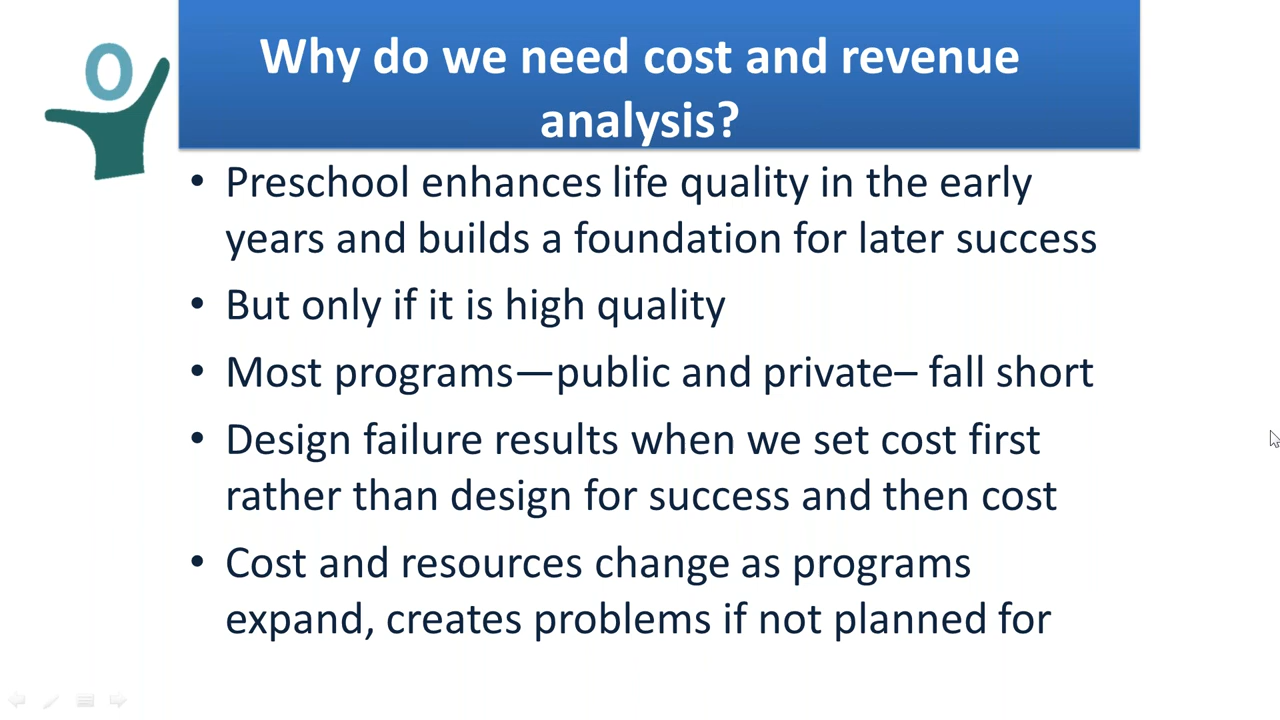 Why do we need cost and revenue
analysis?
• Preschool enhances life quality in the early
years and builds a foundation for later success
• But only if it is high quality
• Most programs—public and private– fall short
• Design failure results when we set cost first
rather than design for success and then cost
• Cost and resources change as programs
expand, creates problems if not planned for